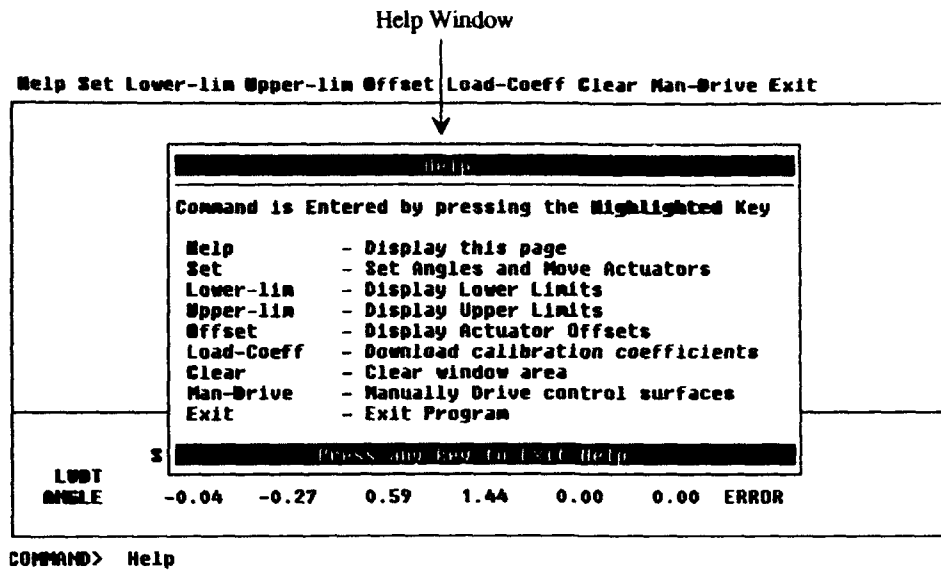 Help Window
Help Set Lower-lim Upper-lim Offset Load-Coeff Clear Man-Drive Exit
Help
Command is Entered by pressing the Highlighted Key
Help – Display this page
Set – Set Angles and Move Actuators
Lower-lim – Display Lower Limits
Upper-lim – Display Upper Limits
Offset – Display Actuator Offsets
Load-Coeff – Download calibration coefficients
Clear – Clear window area
Man-Drive – Manually Drive control surfaces
Exit – Exit Program
S
Press any Key to Exit Help
LVDT
ANGLE -0.04 -0.27 0.59 1.44 0.00 0.00 ERROR
COMMAND> Help